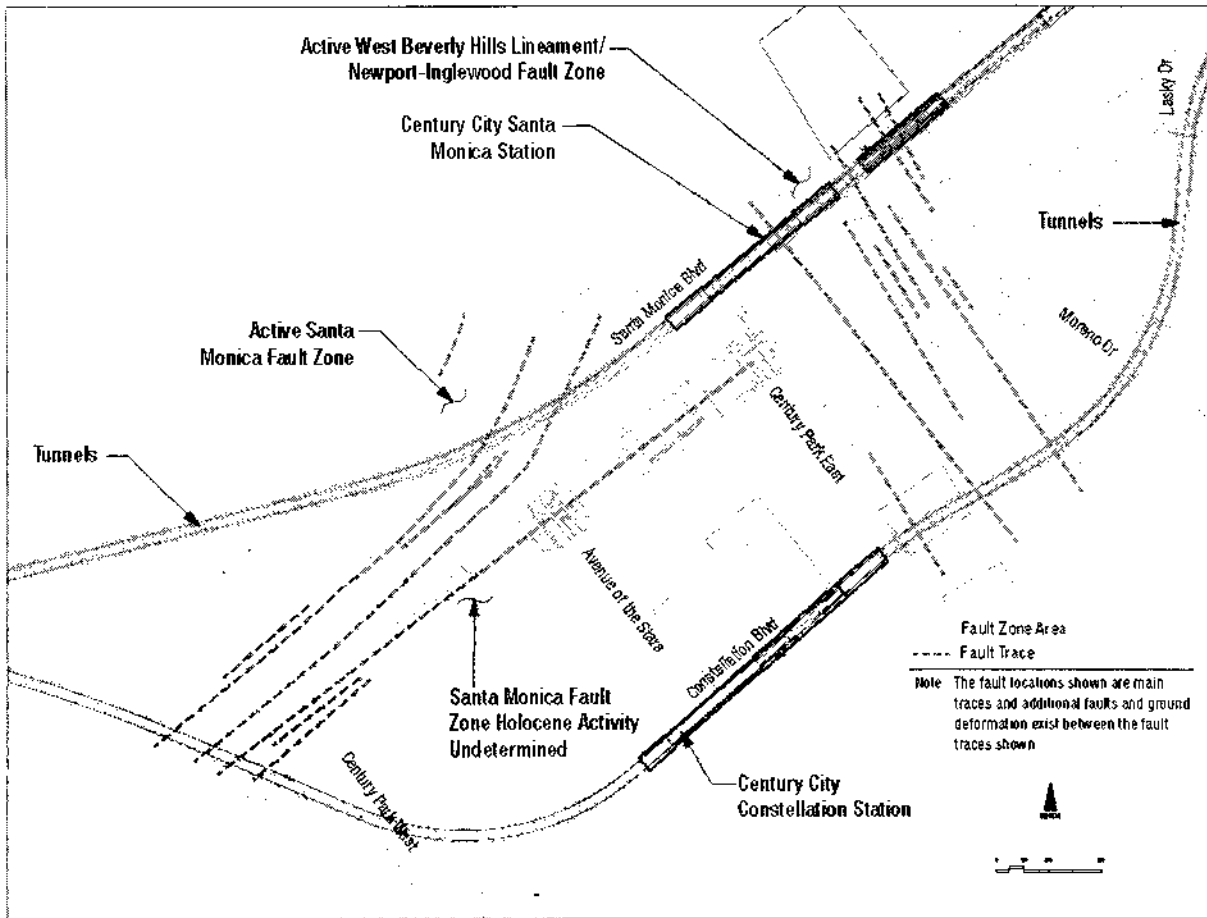 Active West Beverly Hills Lineament/
Newport-Inglewood Fault Zone
Century City Santa
Monica Station
Lasky Dr
Tunnels
Santa Monica Blvd
Moreno Dr
Active Santa
Monica Fault Zone
Century Park East
Tunnels
Avenue of the Stars
Constellation Blvd
Fault Zone Area
Fault Trace
Note The fault locations shown are main
traces and additional faults and ground
deformation exist between the fault
traces shown
Santa Monica Fault
Zone Holocene Activity
Undetermined
Century Park West
Century City
Constellation Station